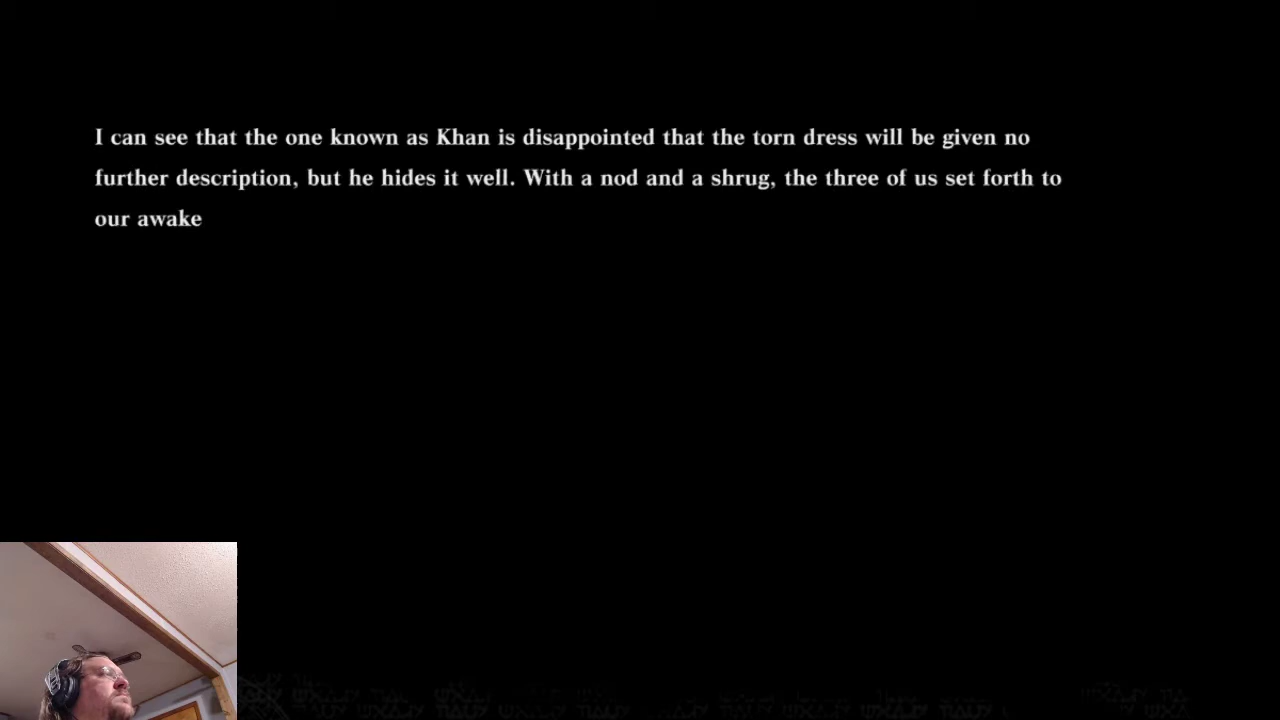 I can see that the one known as Khan is disappointed that the torn dress will be given no
further description, but he hides it well. With a nod and a shrug, the three of us set forth to
our awake